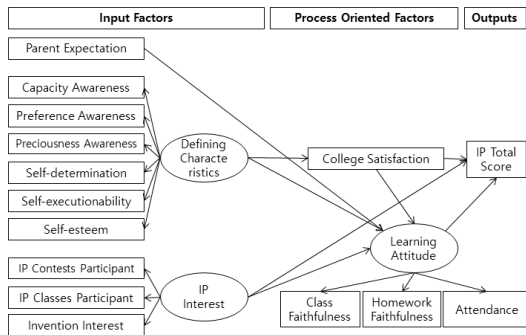 Input Factors
Process Oriented Factors
Outputs
Parent Expectation
Capacity Awareness
Preference Awareness
Preciousness Awareness
Self-determination
Self-executionability
Self-esteem
Defining
Characte
ristics
College Satisfaction
IP Total
Score
Learning
Attitude
IP Contests Participant
IP Classes Participant
Invention Interest
IP
Interest
Class
Faithfulness
Homework
Faithfulness
Attendance